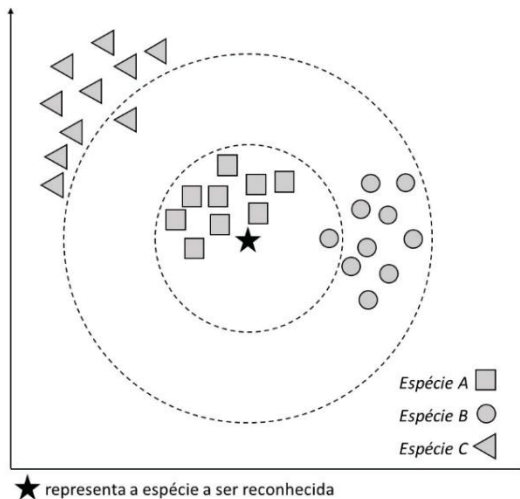 Espécie A
Espécie B
Espécie C
representa a espécie a ser reconhecida